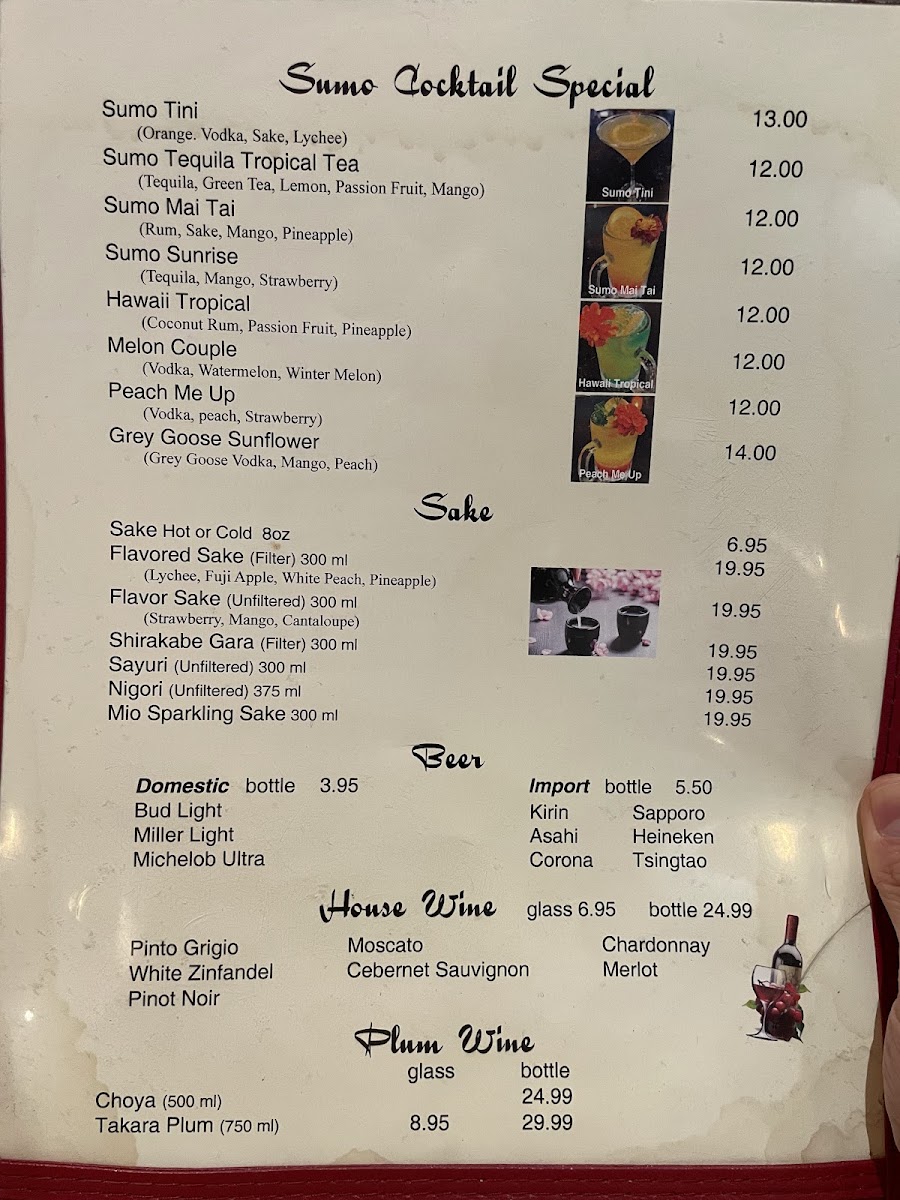 Sumo Cocktail Special
Sumo Tini 13.00
(Orange. Vodka, Sake, Lychee)
Sumo Tequila Tropical Tea 12.00
(Tequila, Green Tea, Lemon, Passion Fruit, Mango)
Sumo Tini
Sumo Mai Tai 12.00
(Rum, Sake, Mango, Pineapple)
Sumo Sunrise 12.00
(Tequila, Mango, Strawberry)
Sumo Mai Tai
Hawaii Tropical 12.00
(Coconut Rum, Passion Fruit, Pineapple)
Melon Couple 12.00
(Vodka, Watermelon, Winter Melon)
Hawaii Tropical
Peach Me Up 12.00
(Vodka, peach, Strawberry)
Grey Goose Sunflower 14.00
(Grey Goose Vodka, Mango, Peach)
Peach Me Up
Sake
Sake Hot or Cold 8oz 6.95
Flavored Sake (Filter) 300 ml 19.95
(Lychee, Fuji Apple, White Peach, Pineapple)
Flavor Sake (Unfiltered) 300 ml 19.95
(Strawberry, Mango, Cantaloupe)
Shirakabe Gara (Filter) 300 ml 19.95
Sayuri (Unfiltered) 300 ml 19.95
Nigori (Unfiltered) 375 ml 19.95
Mio Sparkling Sake 300 ml 19.95
Beer
Domestic bottle 3.95 Import bottle 5.50
Bud Light Kirin Sapporo
Miller Light Asahi Heineken
Michelob Ultra Corona Tsingtao
House Wine glass 6.95 bottle 24.99
Pinto Grigio Moscato Chardonnay
White Zinfandel Cebernet Sauvignon Merlot
Pinot Noir
Plum Wine
glass bottle
Choya (500 ml) 24.99
Takara Plum (750 ml) 8.95 29.99